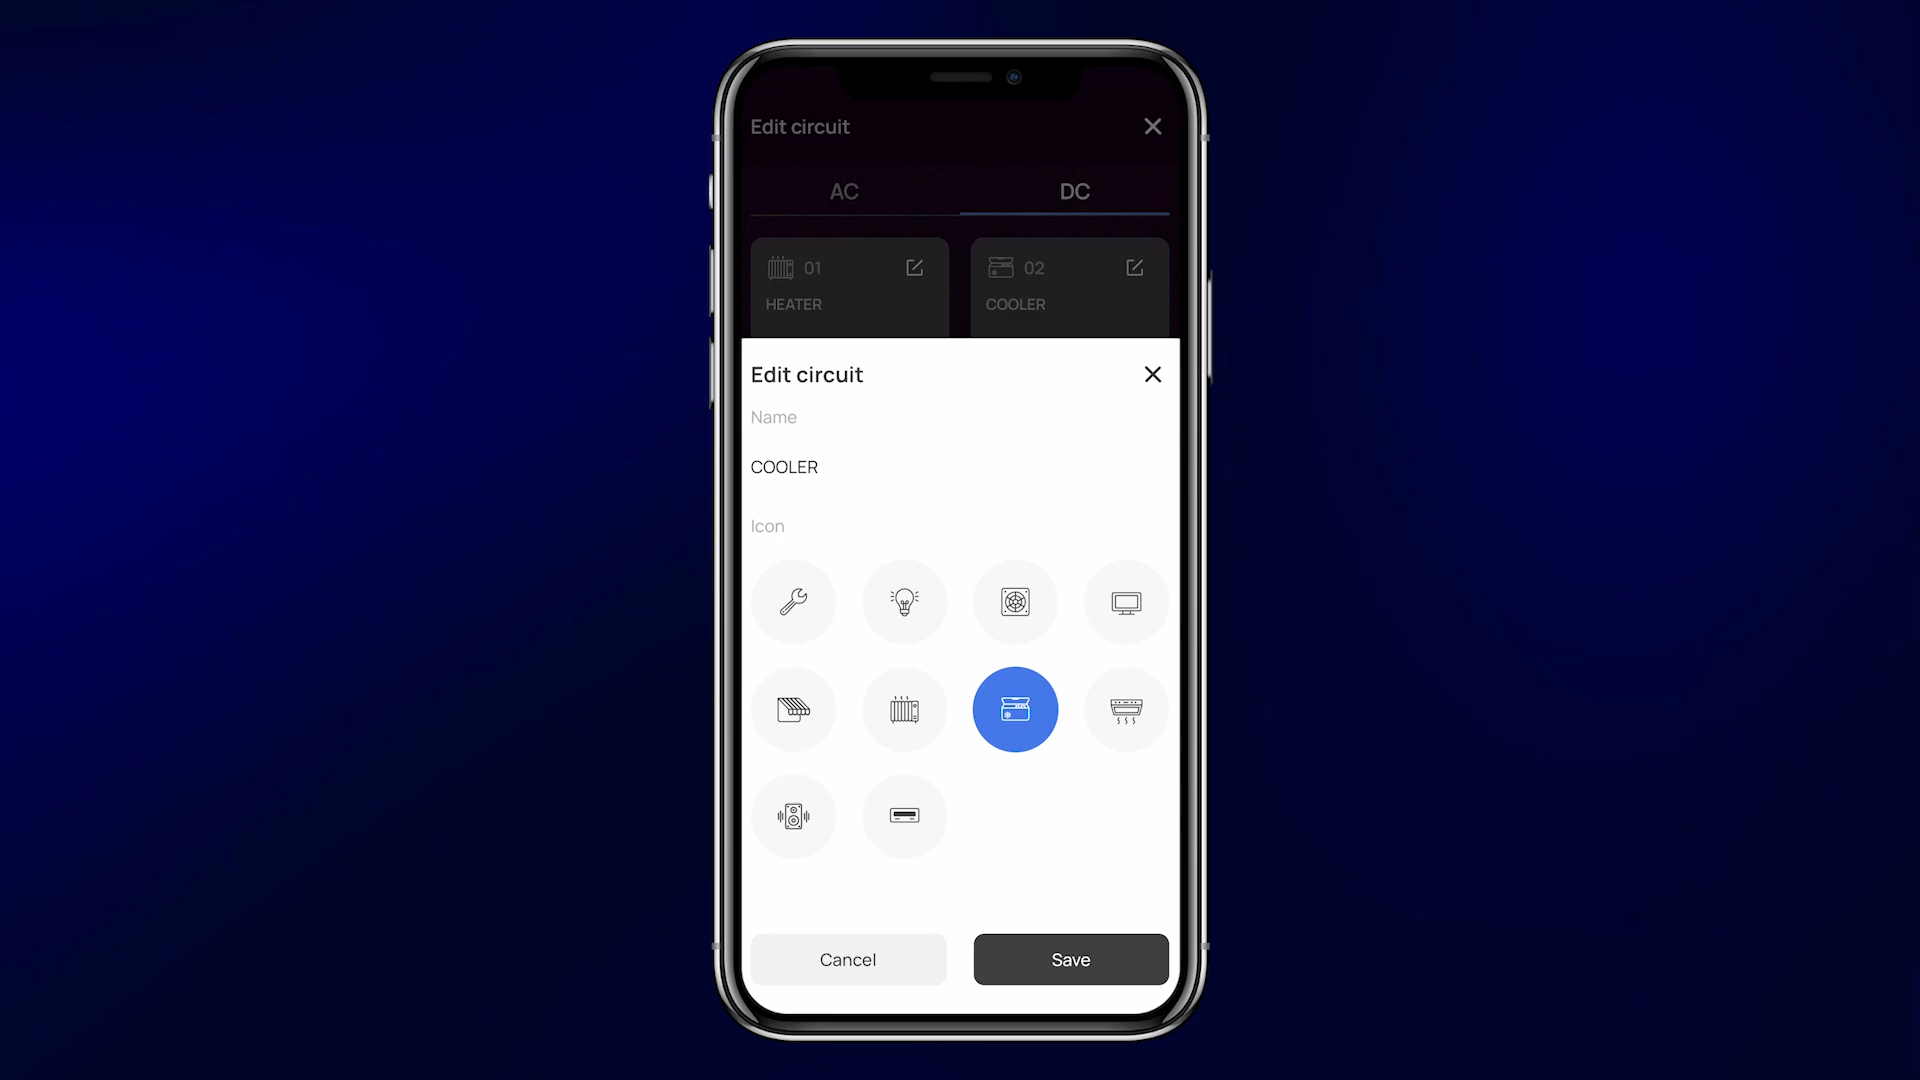 Edit circuit
AC
DC
01
02
HEATER
COOLER
Edit circuit
Name
COOLER
Icon
Cancel
Save